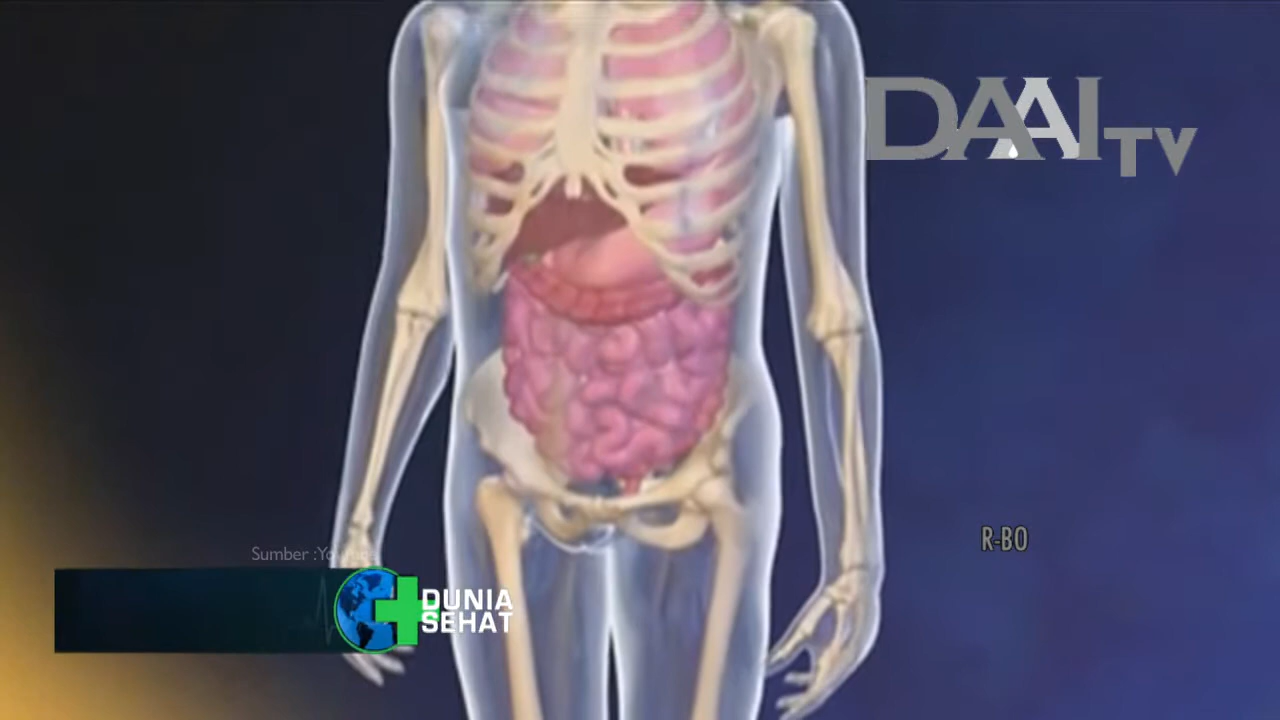 DAAI TV
R-BO
Sumber :
DUNIA
SEHAT